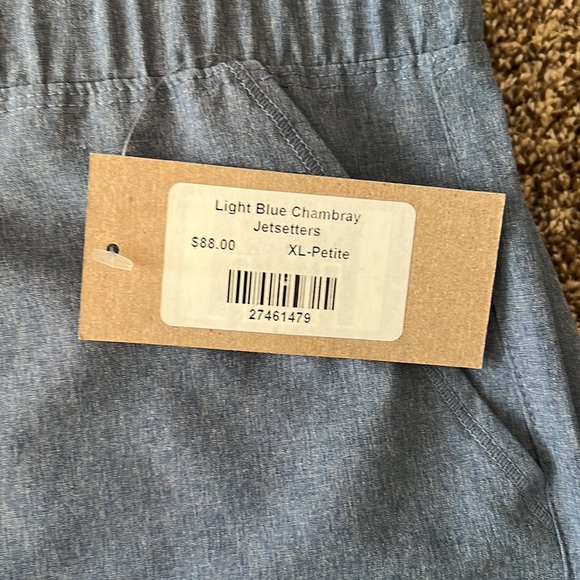 Light Blue Chambray
Jetsetters
$88.00 XL-Petite
27461479